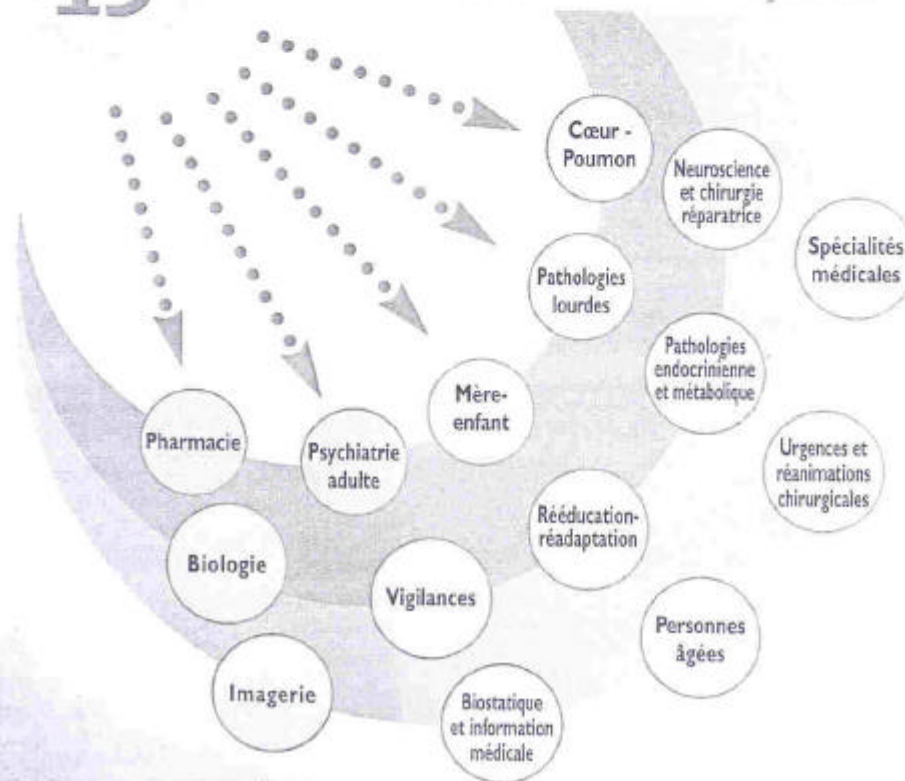 Cœur -
Poumon
Neuroscience
et chirurgie
réparatrice
Spécialités
médicales
Pathologies
lourdes
Pathologies
endocrinienne
et métabolique
Mère-
enfant
Pharmacie
Psychiatrie
adulte
Urgences et
réanimations
chirurgicales
Rééducation-
réadaptation
Biologie
Vigilances
Personnes
âgées
Imagerie
Biostatique
et information
médicale